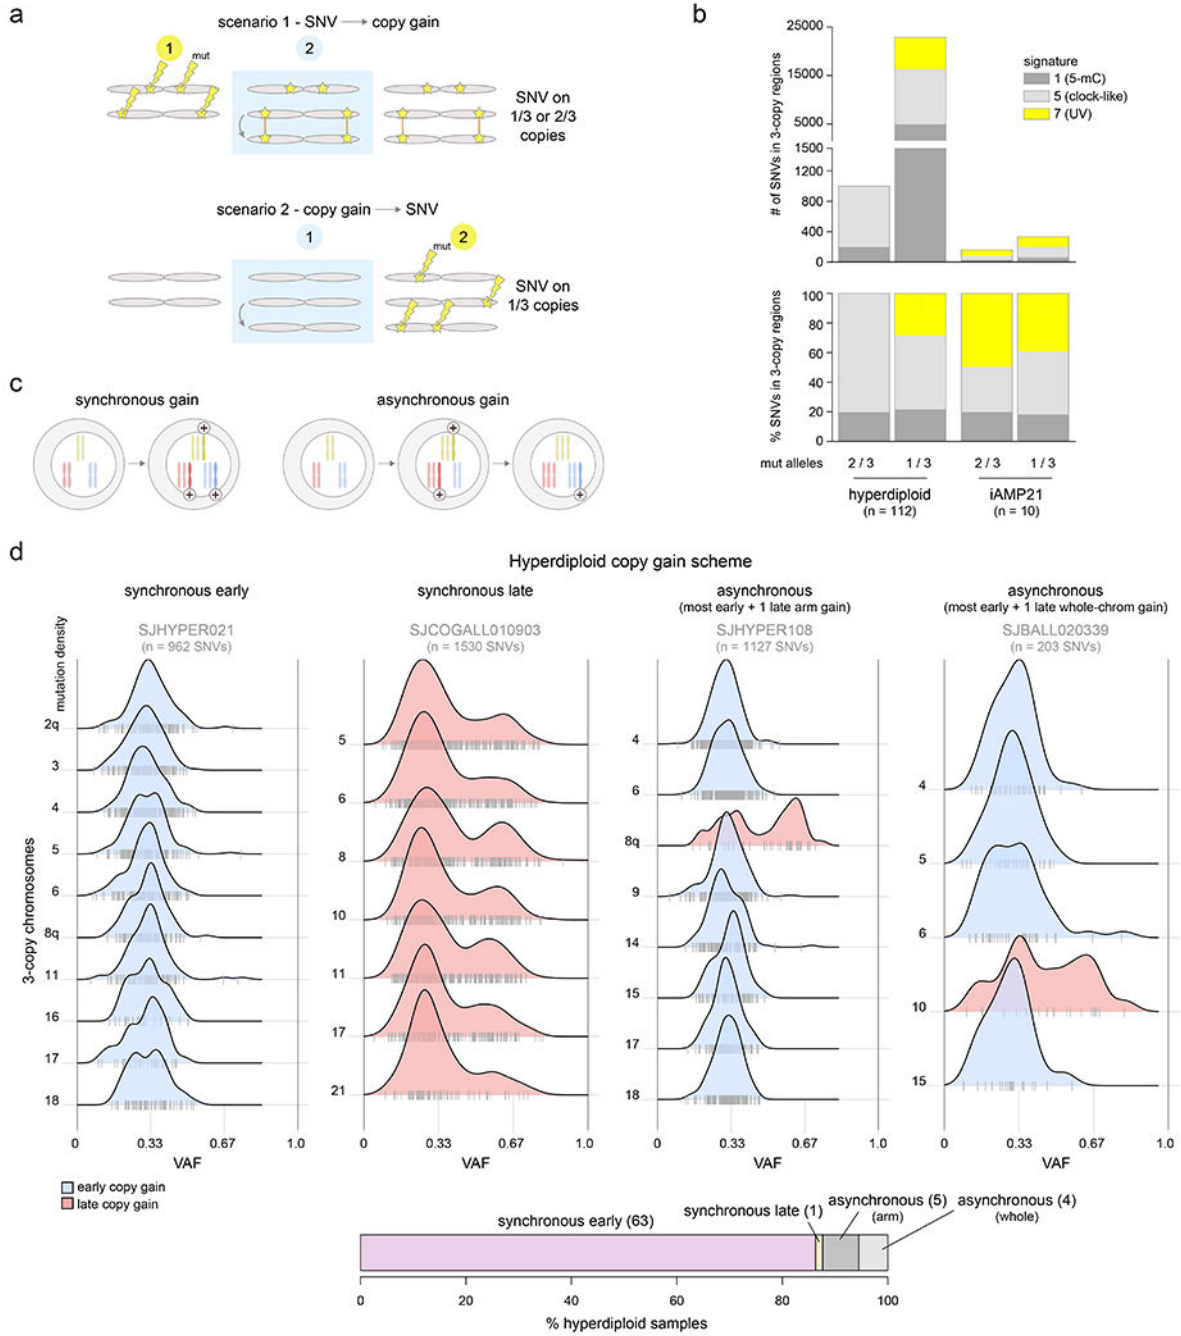 a
scenario 1 - SNV → copy gain
1
mut
2
SNV on
1/3 or 2/3
copies
scenario 2 - copy gain → SNV
1
mut
2
SNV on
1/3 copies
b
# of SNVs in 3-copy regions
25000
15000
5000
1500
1200
800
400
0
signature
1 (5-mC)
5 (clock-like)
7 (UV)
% SNVs in 3-copy regions
100
80
60
40
20
0
mut alleles
2 / 3
1 / 3
2 / 3
1 / 3
hyperdiploid
(n = 112)
iAMP21
(n = 10)
c
synchronous gain
asynchronous gain
+
+
+
+
+
+
d
Hyperdiploid copy gain scheme
3-copy chromosomes
mutation density
synchronous early
SJHYPER021
(n = 962 SNVs)
2q
3
4
5
6
8q
11
16
17
18
0
0.33
0.67
1.0
VAF
synchronous late
SJCOGALL010903
(n = 1530 SNVs)
5
6
8
10
11
17
21
0
0.33
0.67
1.0
VAF
asynchronous
(most early + 1 late arm gain)
SJHYPER108
(n = 1127 SNVs)
4
6
8q
9
14
15
17
18
0
0.33
0.67
1.0
VAF
asynchronous
(most early + 1 late whole-chrom gain)
SJBALL020339
(n = 203 SNVs)
4
5
6
10
15
0
0.33
0.67
1.0
VAF
early copy gain
late copy gain
synchronous early (63)
synchronous late (1)
asynchronous (5)
(arm)
asynchronous (4)
(whole)
0
20
40
60
80
100
% hyperdiploid samples